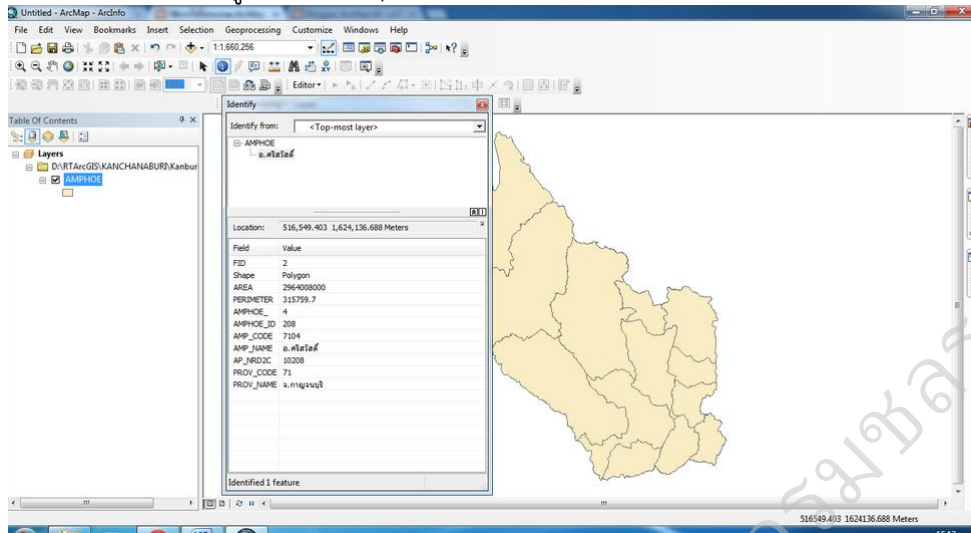 Untitled - ArcMap - ArcInfo
File Edit View Bookmarks Insert Selection Geoprocessing Customize Windows Help
1:1,660,256
Editor
Table Of Contents
Layers
D:\RTArcGIS\KANCHANABURI\Kanbur
AMPHOE
Identify
Identify from: <Top-most layer>
AMPHOE
อ.ศรีสวัสดิ์
Location: 516,549.403 1,624,136.688 Meters
Field Value
FID 2
Shape Polygon
AREA 2964008000
PERIMETER 315759.7
AMPHOE_ 4
AMPHOE_ID 208
AMP_CODE 7104
AMP_NAME อ.ศรีสวัสดิ์
AP_NRD2C 10208
PROV_CODE 71
PROV_NAME จ.กาญจนบุรี
Identified 1 feature
516549.403 1624136.688 Meters